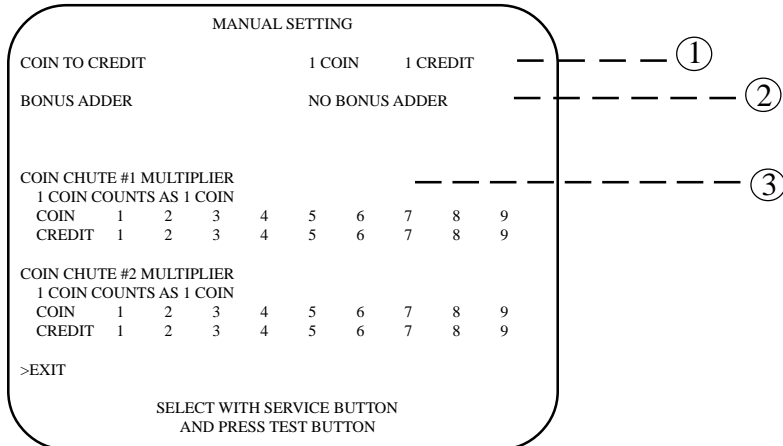 MANUAL SETTING
COIN TO CREDIT 1 COIN 1 CREDIT 1
BONUS ADDER NO BONUS ADDER 2
COIN CHUTE #1 MULTIPLIER 3
1 COIN COUNTS AS 1 COIN
COIN 1 2 3 4 5 6 7 8 9
CREDIT 1 2 3 4 5 6 7 8 9
COIN CHUTE #2 MULTIPLIER
1 COIN COUNTS AS 1 COIN
COIN 1 2 3 4 5 6 7 8 9
CREDIT 1 2 3 4 5 6 7 8 9
>EXIT
SELECT WITH SERVICE BUTTON
AND PRESS TEST BUTTON